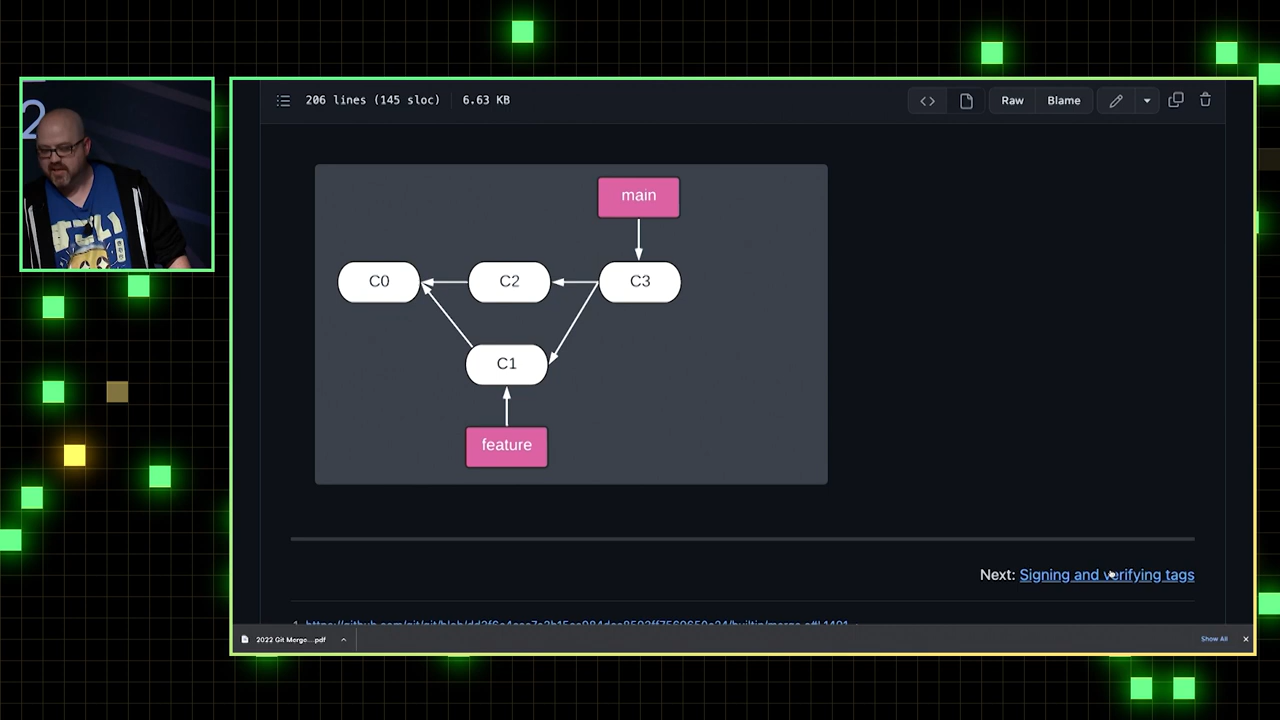 2
206 lines (145 sloc) 6.63 KB
Raw
Blame
main
C0
C2
C3
C1
feature
Next: Signing and verifying tags
2022 Git Merge....pdf
Show All